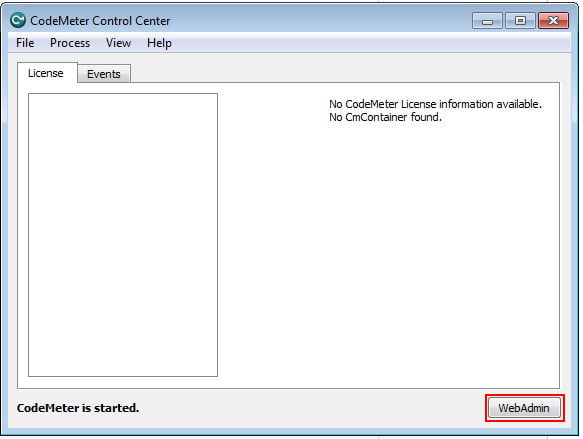 CodeMeter Control Center
File Process View Help
License Events
No CodeMeter License information available.
No CmContainer found.
CodeMeter is started.
WebAdmin